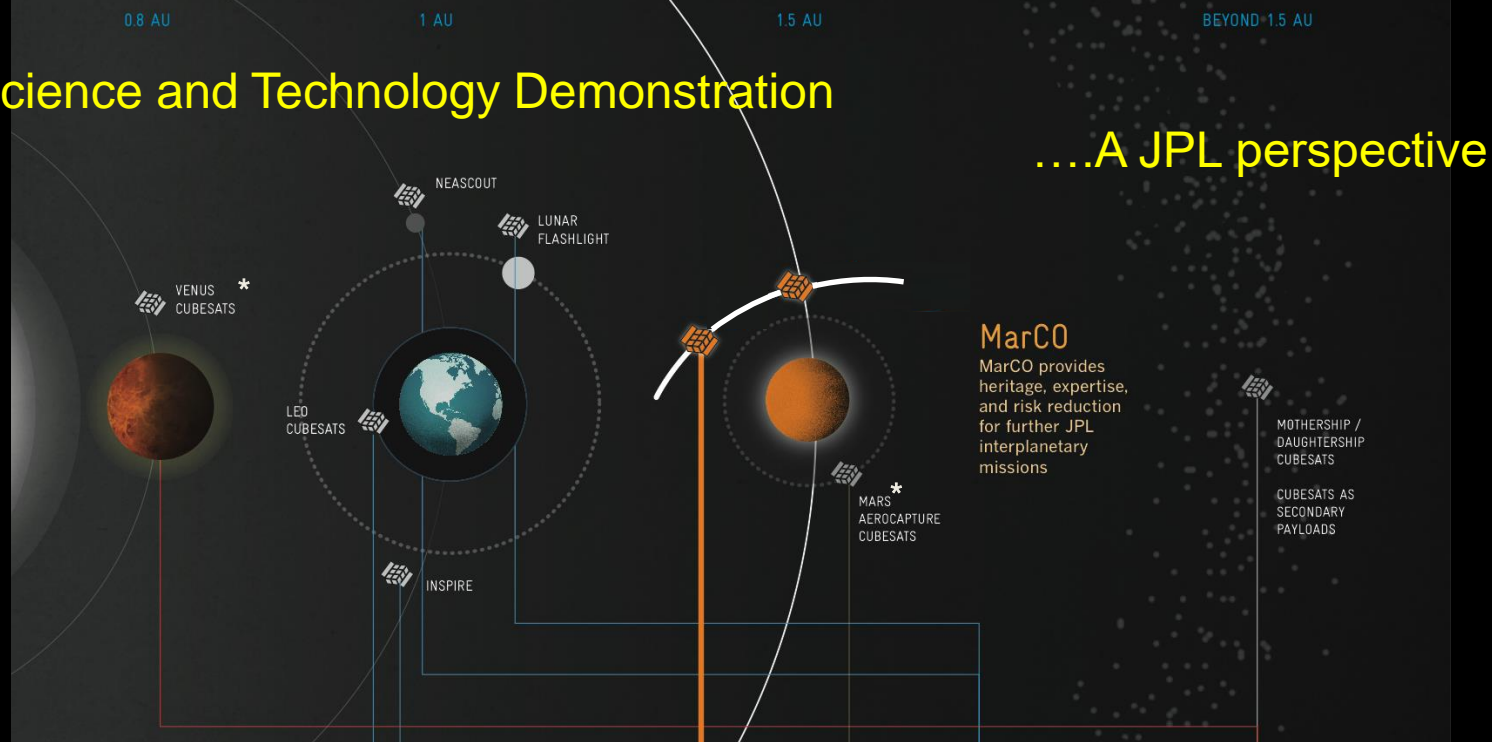 0.8 AU
1 AU
1.5 AU
BEYOND 1.5 AU
cience and Technology Demonstration
....A JPL perspective
NEASCOUT
LUNAR
FLASHLIGHT
VENUS *
CUBESATS
LEO
CUBESATS
INSPIRE
MarCO
MarCO provides
heritage, expertise,
and risk reduction
for further JPL
interplanetary
missions
MARS *
AEROCAPTURE
CUBESATS
MOTHERSHIP /
DAUGHTERSHIP
CUBESATS
CUBESATS AS
SECONDARY
PAYLOADS